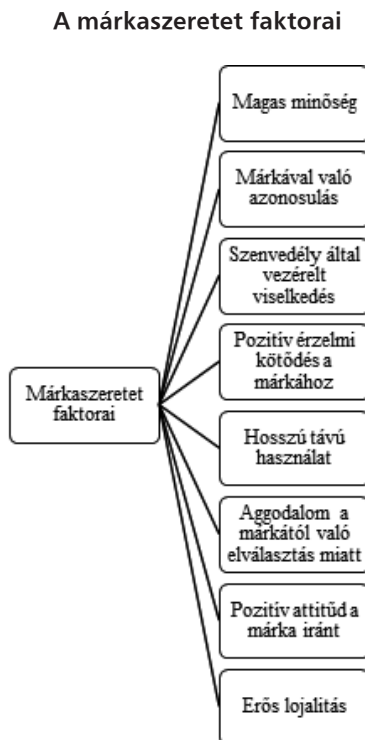 A márkaszeretet faktorai
Magas minőség
Márkával való
azonosulás
Szenvedély által
vezérelt
viselkedés
Pozitív érzelmi
kötődés a
márkához
Márkaszeretet
faktorai
Hosszú távú
használat
Aggodalom a
márkától való
elválasztás miatt
Pozitív attitűd a
márka iránt
Erős lojalitás